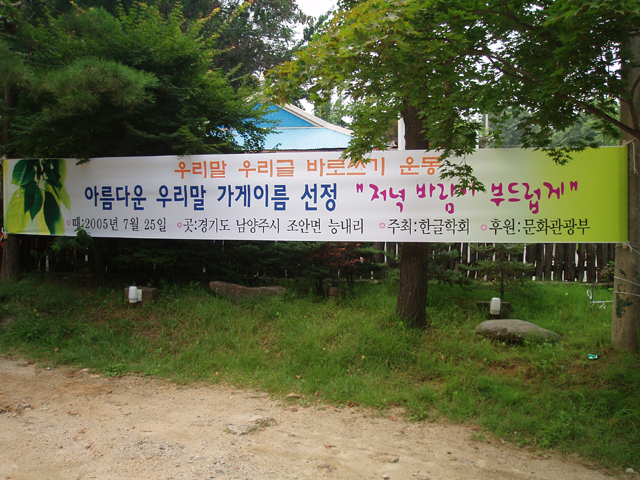 우리말 우리글 바로쓰기 운동
아름다운 우리말 가게이름 선정 "저녁 바람이 부드럽게"
◦때:2005년 7월 25일 ◦곳:경기도 남양주시 조안면 능내리 ◦주최:한글학회 ◦후원:문화관광부